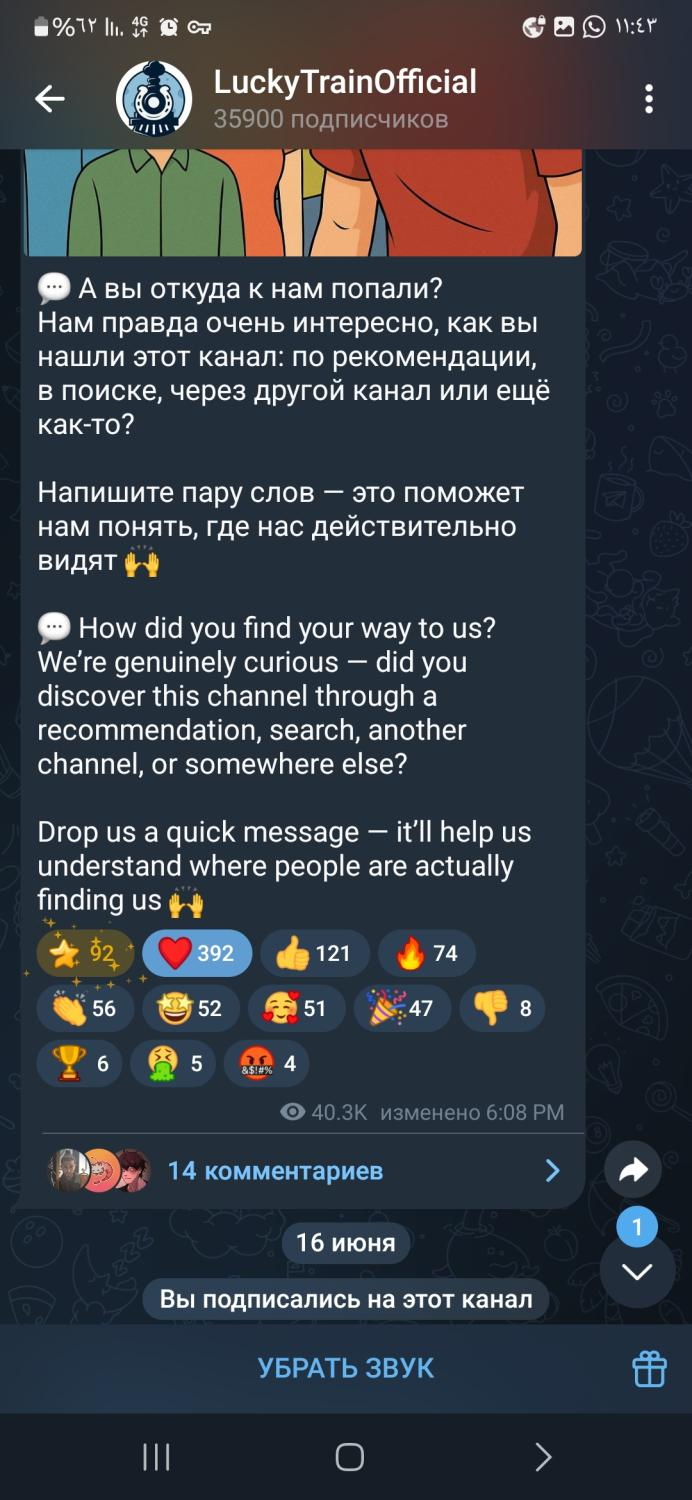 %٦٢ 4G ١١:٤٣
LuckyTrainOfficial
35900 подписчиков
💬 А вы откуда к нам попали?
Нам правда очень интересно, как вы
нашли этот канал: по рекомендации,
в поиске, через другой канал или ещё
как-то?
Напишите пару слов — это поможет
нам понять, где нас действительно
видят 🙌
💬 How did you find your way to us?
We’re genuinely curious — did you
discover this channel through a
recommendation, search, another
channel, or somewhere else?
Drop us a quick message — it’ll help us
understand where people are actually
finding us 🙌
⭐ 92 ❤️ 392 👍 121 🔥 74
👏 56 🤩 52 🥰 51 🎉 47 👎 8
🏆 6 🤮 5 🤬 4
40.3K изменено 6:08 PM
14 комментариев
1
16 июня
Вы подписались на этот канал
УБРАТЬ ЗВУК